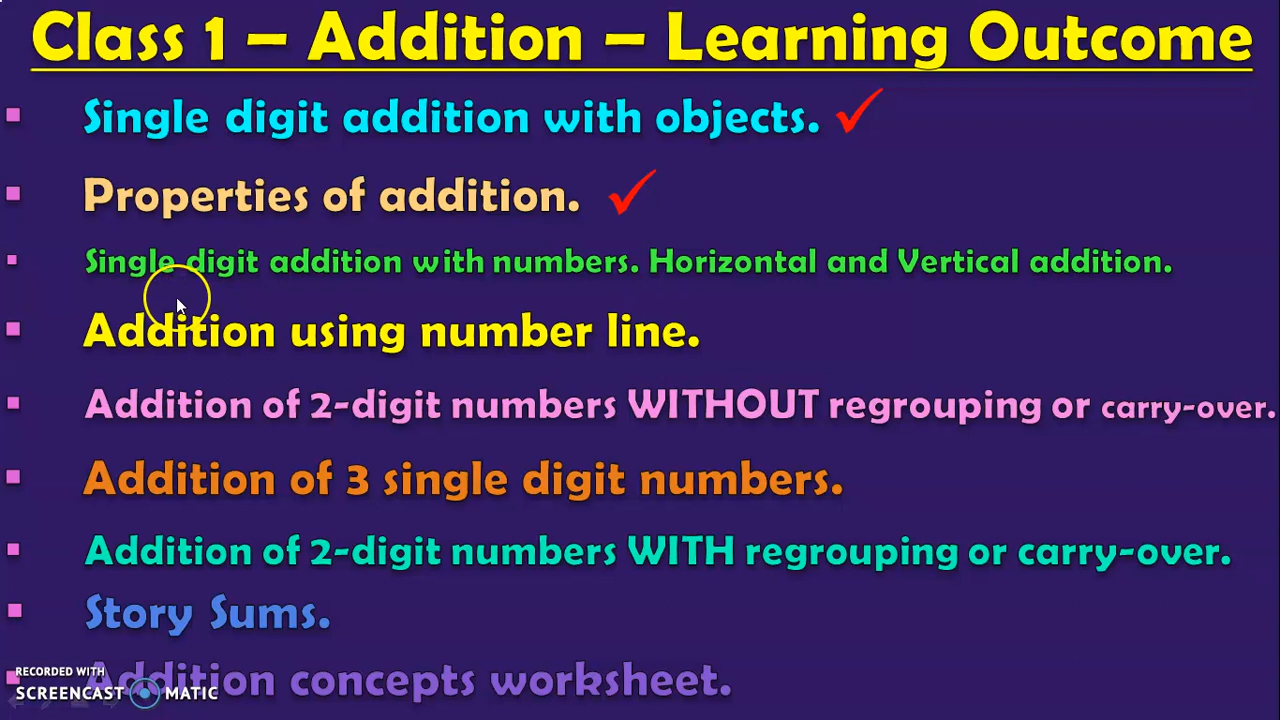 Class 1 – Addition – Learning Outcome
Single digit addition with objects.
Properties of addition.
Single digit addition with numbers. Horizontal and Vertical addition.
Addition using number line.
Addition of 2-digit numbers WITHOUT regrouping or carry-over.
Addition of 3 single digit numbers.
Addition of 2-digit numbers WITH regrouping or carry-over.
Story Sums.
Addition concepts worksheet.
RECORDED WITH
SCREENCAST MATIC